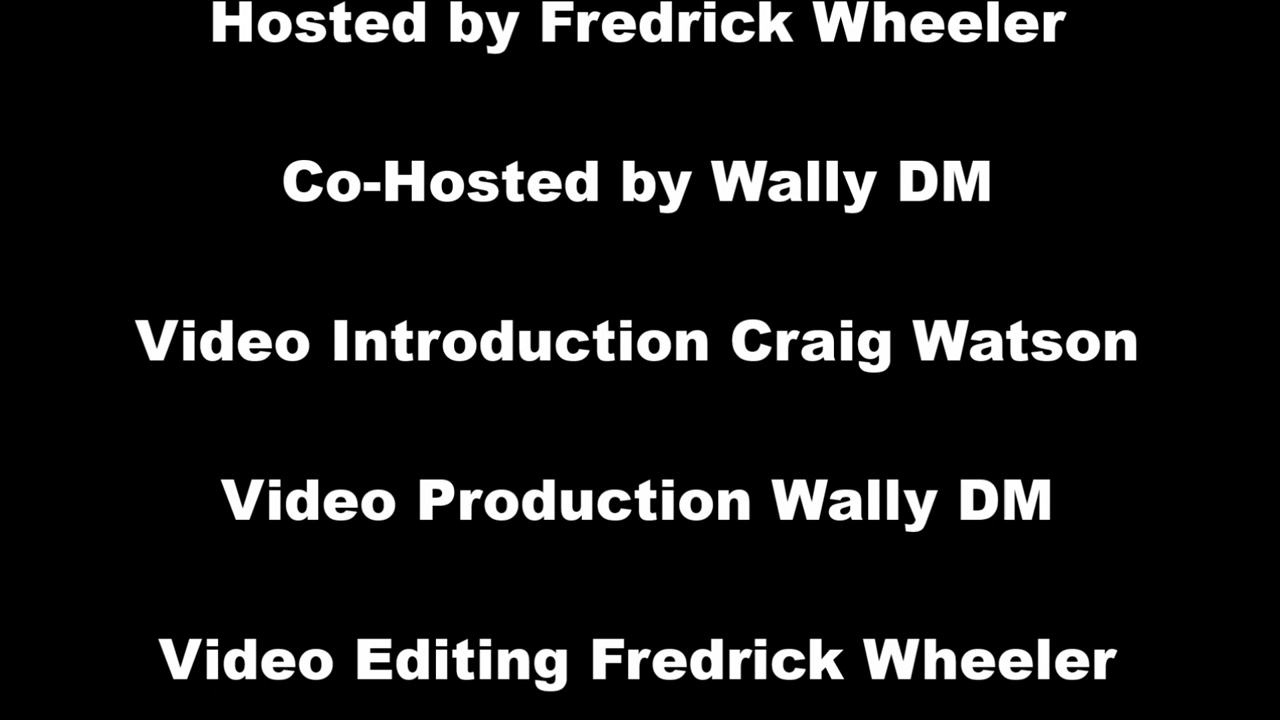 Hosted by Fredrick Wheeler
Co-Hosted by Wally DM
Video Introduction Craig Watson
Video Production Wally DM
Video Editing Fredrick Wheeler